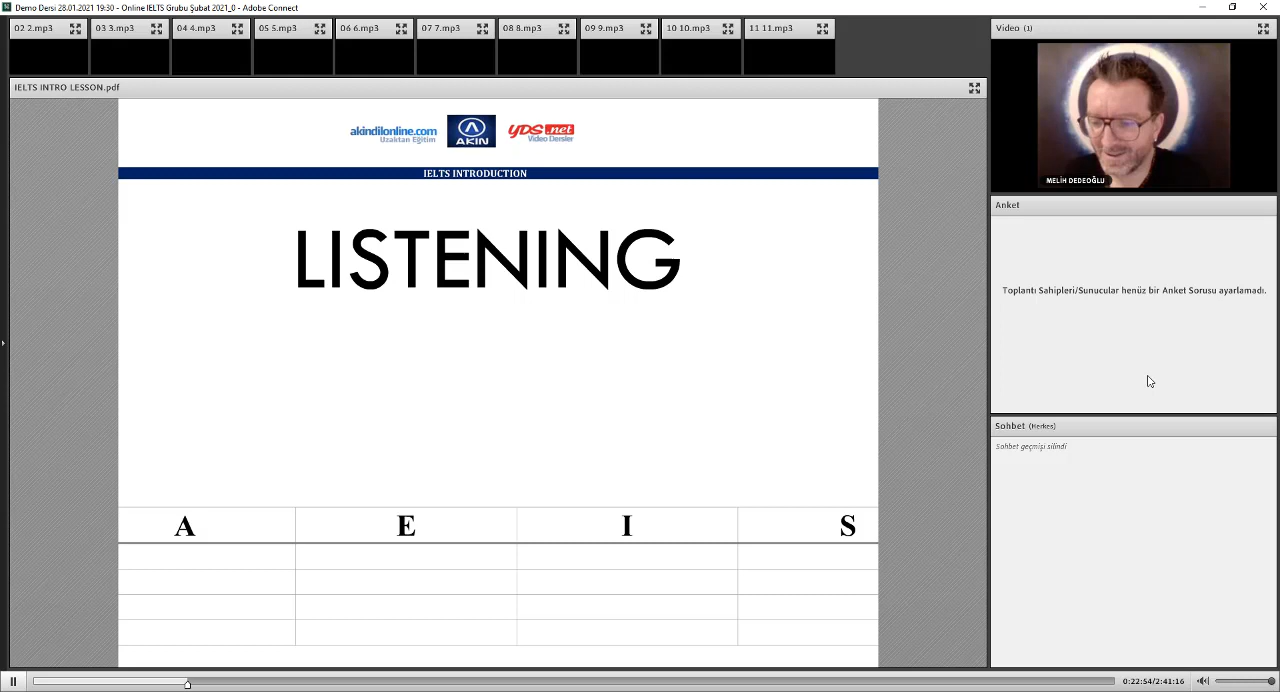 Demo Dersi 28.01.2021 19:30 - Online IELTS Grubu Şubat 2021_0 - Adobe Connect
02 2.mp3
03 3.mp3
04 4.mp3
05 5.mp3
06 6.mp3
07 7.mp3
08 8.mp3
09 9.mp3
10 10.mp3
11 11.mp3
Video (1)
MELİH DEDEOĞLU
IELTS INTRO LESSON.pdf
akindilonline.com
Uzaktan Eğitim
AKIN
YDS.net
Video Dersler
IELTS INTRODUCTION
LISTENING
A E I S
Anket
Toplantı Sahipleri/Sunucular henüz bir Anket Sorusu ayarlamadı.
Sohbet (Herkes)
Sohbet geçmişi silindi
0:22:54/2:41:16